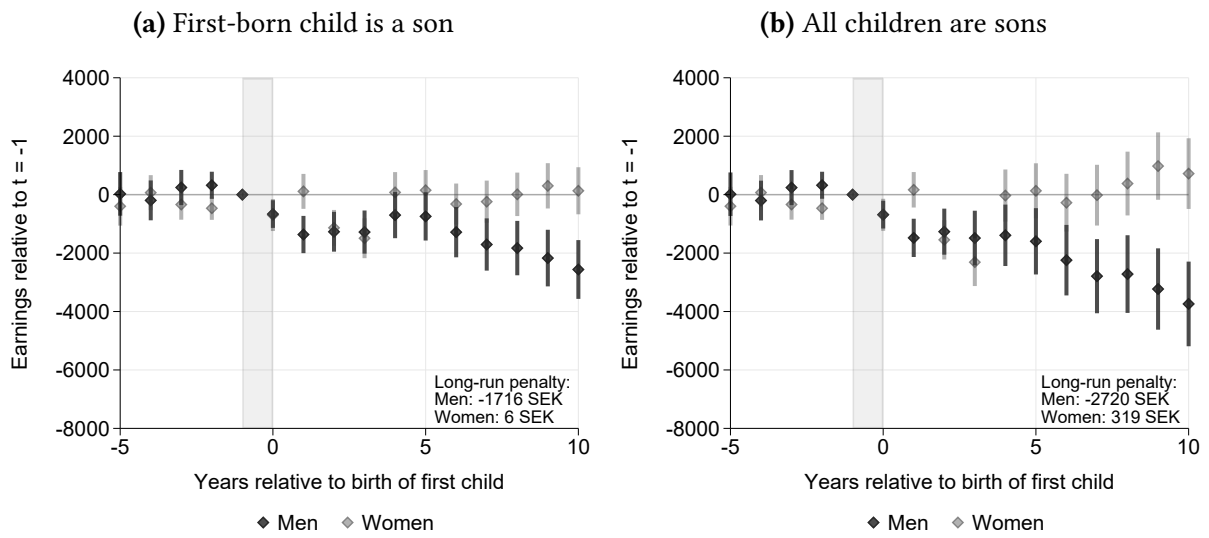 (a) First-born child is a son
4000
2000
0
-2000
-4000
-6000
-8000
Earnings relative to t = -1
Long-run penalty:
Men: -1716 SEK
Women: 6 SEK
-5 0 5 10
Years relative to birth of first child
Men Women
(b) All children are sons
4000
2000
0
-2000
-4000
-6000
-8000
Earnings relative to t = -1
Long-run penalty:
Men: -2720 SEK
Women: 319 SEK
-5 0 5 10
Years relative to birth of first child
Men Women